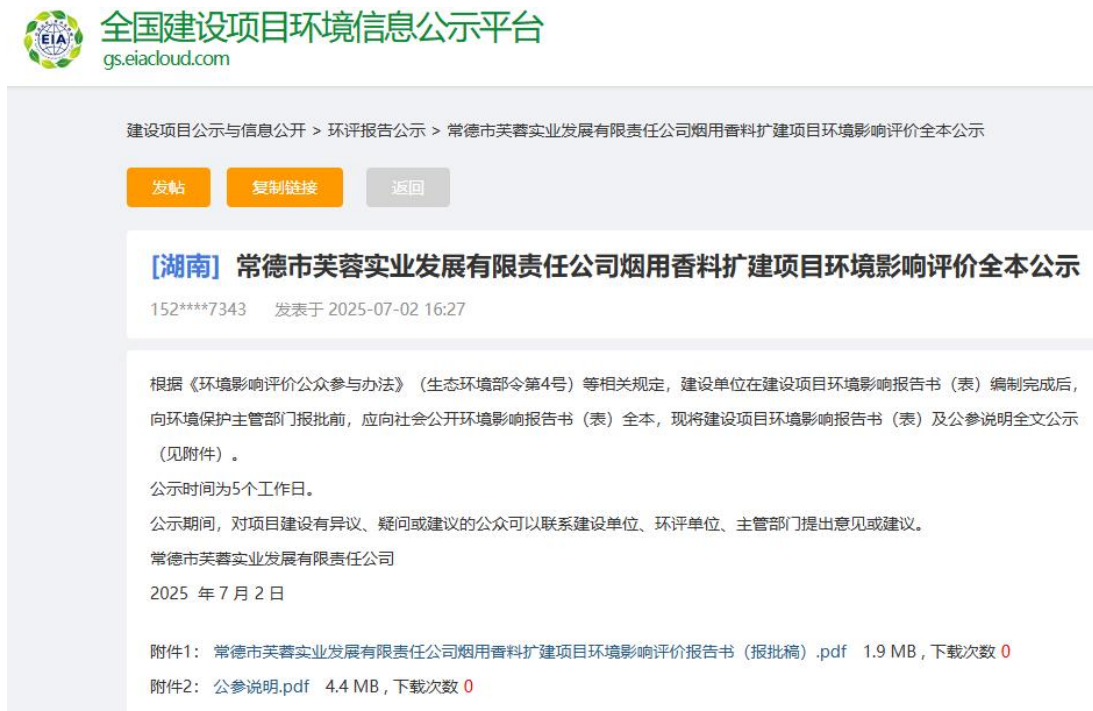 EIA
全国建设项目环境信息公示平台
gs.eiacloud.com
建设项目公示与信息公开 > 环评报告公示 > 常德市芙蓉实业发展有限责任公司烟用香料扩建项目环境影响评价全本公示
发帖 复制链接 返回
[湖南] 常德市芙蓉实业发展有限责任公司烟用香料扩建项目环境影响评价全本公示
152****7343 发表于 2025-07-02 16:27
根据《环境影响评价公众参与办法》（生态环境部令第4号）等相关规定，建设单位在建设项目环境影响报告书（表）编制完成后，
向环境保护主管部门报批前，应向社会公开环境影响报告书（表）全本，现将建设项目环境影响报告书（表）及公参说明全文公示
（见附件）。
公示时间为5个工作日。
公示期间，对项目建设有异议、疑问或建议的公众可以联系建设单位、环评单位、主管部门提出意见或建议。
常德市芙蓉实业发展有限责任公司
2025 年 7 月 2 日
附件1： 常德市芙蓉实业发展有限责任公司烟用香料扩建项目环境影响评价报告书（报批稿）.pdf 1.9 MB , 下载次数 0
附件2： 公参说明.pdf 4.4 MB , 下载次数 0